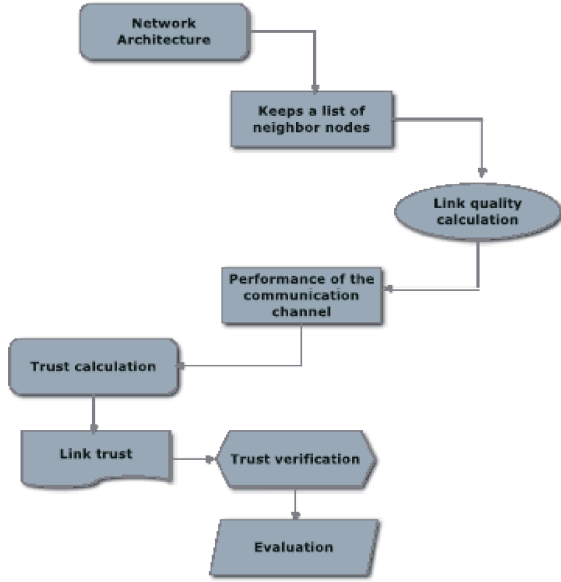 Network
Architecture
Keeps a list of
neighbor nodes
Link quality
calculation
Performance of the
communication
channel
Trust calculation
Link trust
Trust verification
Evaluation